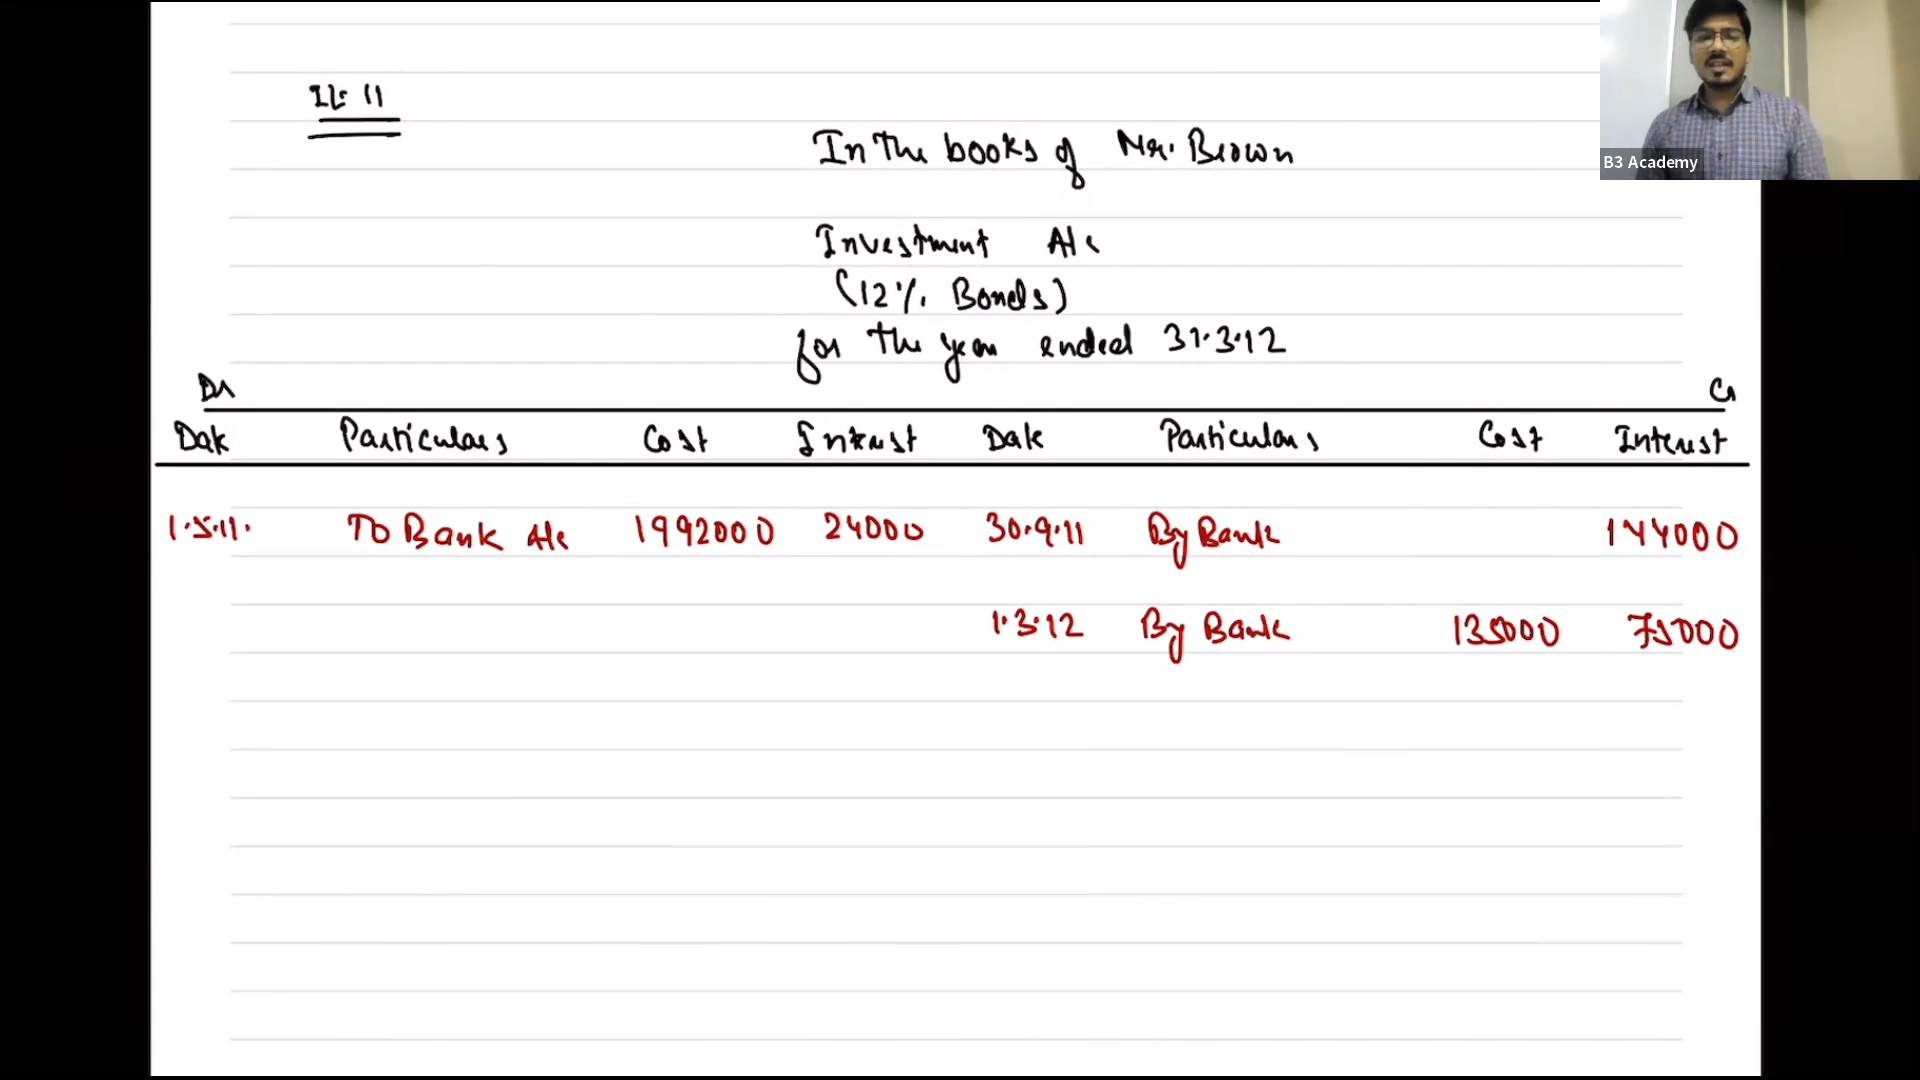 ILL: 11
B3 Academy
In the books of Mr. Brown
Investment A/c
(12% Bonds)
for the year ended 31.3.12
Dr Cr
Date Particulars Cost Interest Date Particulars Cost Interest
1.5.11. To Bank A/c 1992000 24000 30.9.11 By Bank 144000
1.3.12 By Bank 135000 75000